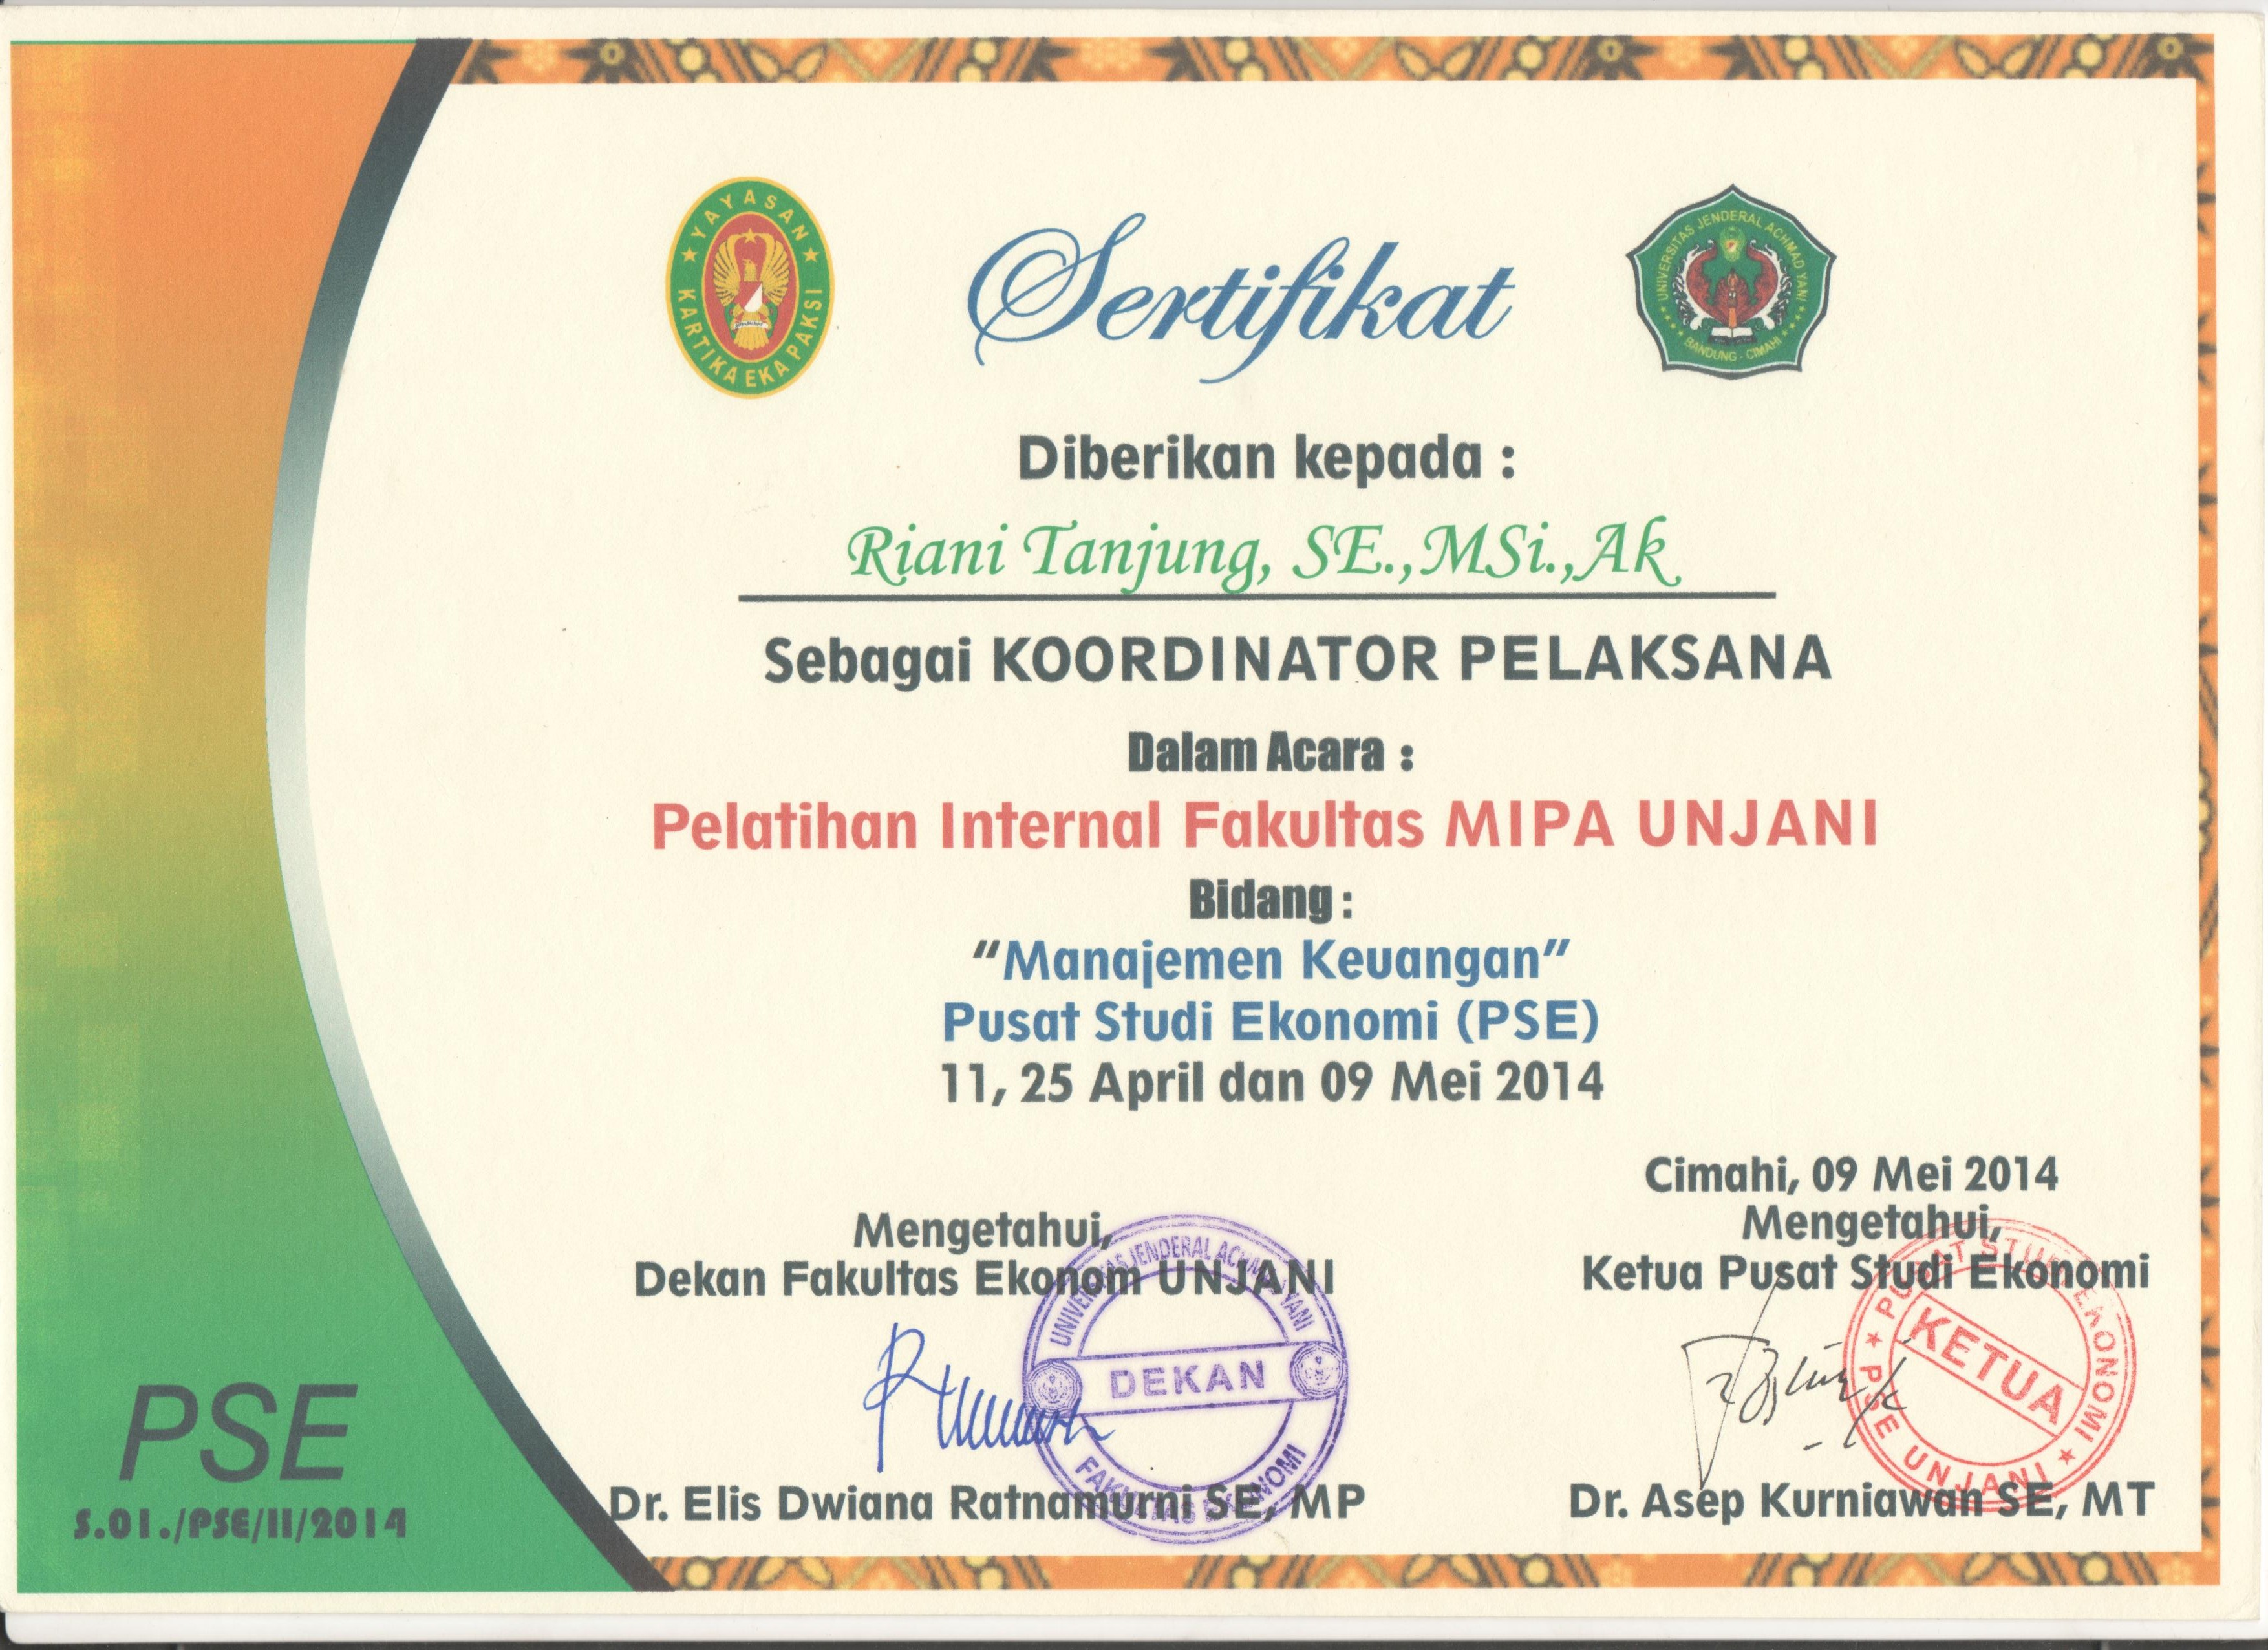 YAYASAN
KARTIKA EKA PAKSI
Sertifikat
UNIVERSITAS JENDERAL ACHMAD YANI
BANDUNG - CIMAHI
Diberikan kepada :
Riani Tanjung, SE.,MSi.,Ak
Sebagai KOORDINATOR PELAKSANA
Dalam Acara :
Pelatihan Internal Fakultas MIPA UNJANI
Bidang :
“Manajemen Keuangan”
Pusat Studi Ekonomi (PSE)
11, 25 April dan 09 Mei 2014
Cimahi, 09 Mei 2014
Mengetahui,
Dekan Fakultas Ekonom UNJANI
UNIVERSITAS JENDERAL ACHMAD YANI
DEKAN
FAKULTAS EKONOMI
Dr. Elis Dwiana Ratnamurni SE, MP
Mengetahui,
Ketua Pusat Studi Ekonomi
PUSAT STUDI EKONOMI
KETUA
PSE UNJANI
Dr. Asep Kurniawan SE, MT
PSE
S.01./PSE/II/2014